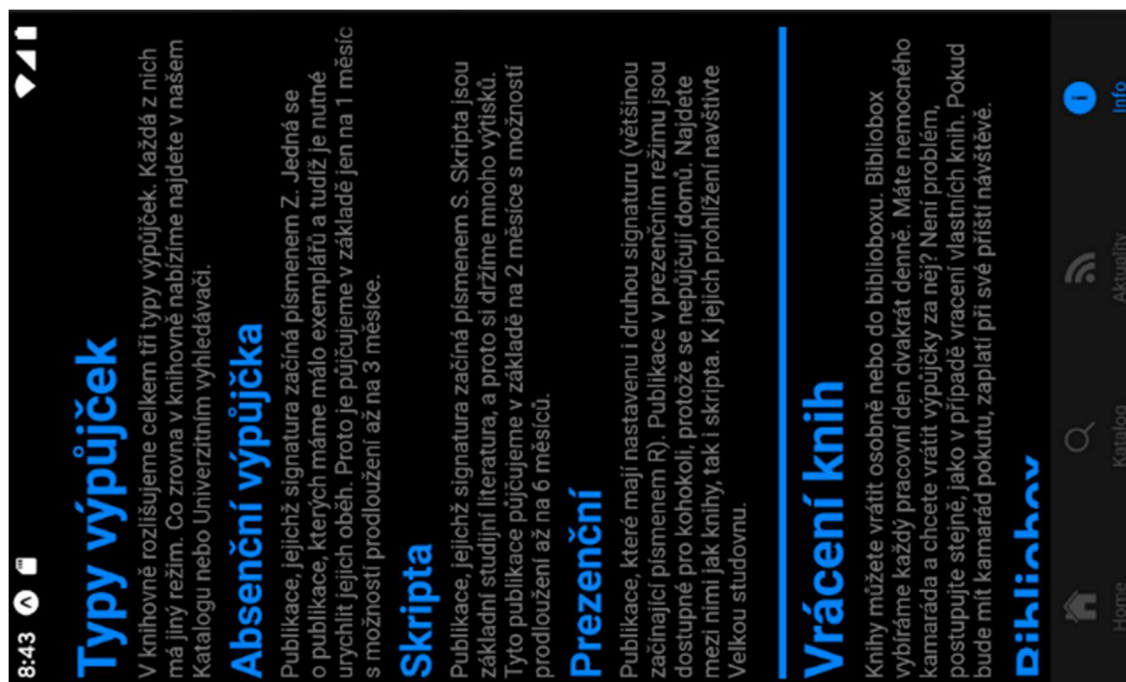 8:43
Typy výpůjček
V knihovně rozlišujeme celkem tři typy výpůjček. Každá z nich
má jiný režim. Co zrovna v knihovně nabízíme najdete v našem
Katalogu nebo Univerzitním vyhledávači.
Absenční výpůjčka
Publikace, jejichž signatura začíná písmenem Z. Jedná se
o publikace, kterých máme málo exemplářů a tudíž je nutné
urychlit jejich oběh. Proto je půjčujeme v základě jen na 1 měsíc
s možností prodloužení až na 3 měsíce.
Skripta
Publikace, jejichž signatura začíná písmenem S. Skripta jsou
základní studijní literatura, a proto si držíme mnoho výtisků.
Tyto publikace půjčujeme v základě na 2 měsíce s možností
prodloužení až na 6 měsíců.
Prezenční
Publikace, které mají nastavenu i druhou signaturu (většinou
začínající písmenem R). Publikace v prezenčním režimu jsou
dostupné pro kohokoli, protože se nepůjčují domů. Najdete
mezi nimi jak knihy, tak i skripta. K jejich prohlížení navštivte
Velkou studovnu.
Vrácení knih
Knihy můžete vrátit osobně nebo do biblioboxu. Bibliobox
vybíráme každý pracovní den dvakrát denně. Máte nemocného
kamaráda a chcete vrátit výpůjčky za něj? Není problém,
postupujte stejně, jako v případě vracení vlastních knih. Pokud
bude mít kamarád pokutu, zaplatí při své příští návštěvě.
Bibliobox
Home
Katalog
Aktuality
Info